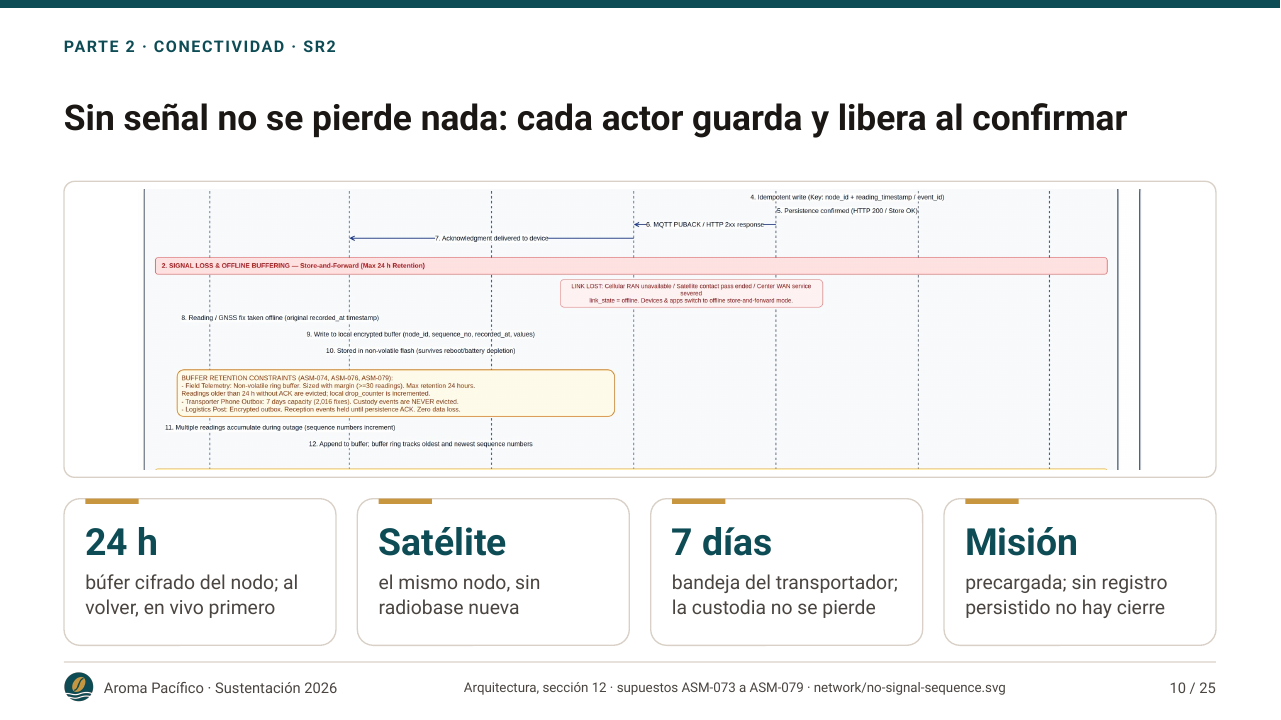 PARTE 2 · CONECTIVIDAD · SR2
Sin señal no se pierde nada: cada actor guarda y libera al confirmar
4. Idempotent write (Key: node_id + reading_timestamp / event_id)
5. Persistence confirmed (HTTP 200 / Store OK)
6. MQTT PUBACK / HTTP 2xx response
7. Acknowledgment delivered to device
2. SIGNAL LOSS & OFFLINE BUFFERING — Store-and-Forward (Max 24 h Retention)
LINK LOST: Cellular RAN unavailable / Satellite contact pass ended / Center WAN service
severed
link_state = offline. Devices & apps switch to offline store-and-forward mode.
8. Reading / GNSS fix taken offline (original recorded_at timestamp)
9. Write to local encrypted buffer (node_id, sequence_no, recorded_at, values)
10. Stored in non-volatile flash (survives reboot/battery depletion)
BUFFER RETENTION CONSTRAINTS (ASM-074, ASM-076, ASM-079):
- Field Telemetry: Non-volatile ring buffer. Sized with margin (>=30 readings). Max retention 24 hours.
Readings older than 24 h without ACK are evicted; local drop_counter is incremented.
- Transporter Phone Outbox: 7 days capacity (2,016 fixes). Custody events are NEVER evicted.
- Logistics Post: Encrypted outbox. Reception events held until persistence ACK. Zero data loss.
11. Multiple readings accumulate during outage (sequence numbers increment)
12. Append to buffer; buffer ring tracks oldest and newest sequence numbers
24 h
búfer cifrado del nodo; al
volver, en vivo primero
Satélite
el mismo nodo, sin
radiobase nueva
7 días
bandeja del transportador;
la custodia no se pierde
Misión
precargada; sin registro
persistido no hay cierre
Aroma Pacífico · Sustentación 2026
Arquitectura, sección 12 · supuestos ASM-073 a ASM-079 · network/no-signal-sequence.svg
10 / 25